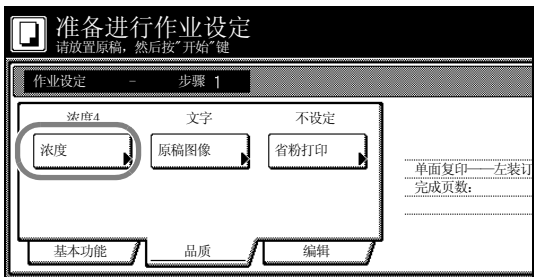 准备进行作业设定
请放置原稿，然后按"开始"键
作业设定 - 步骤 1
浓度4 文字 不设定
浓度 原稿图像 省粉打印
单面复印——左装订
完成页数:
基本功能 品质 编辑